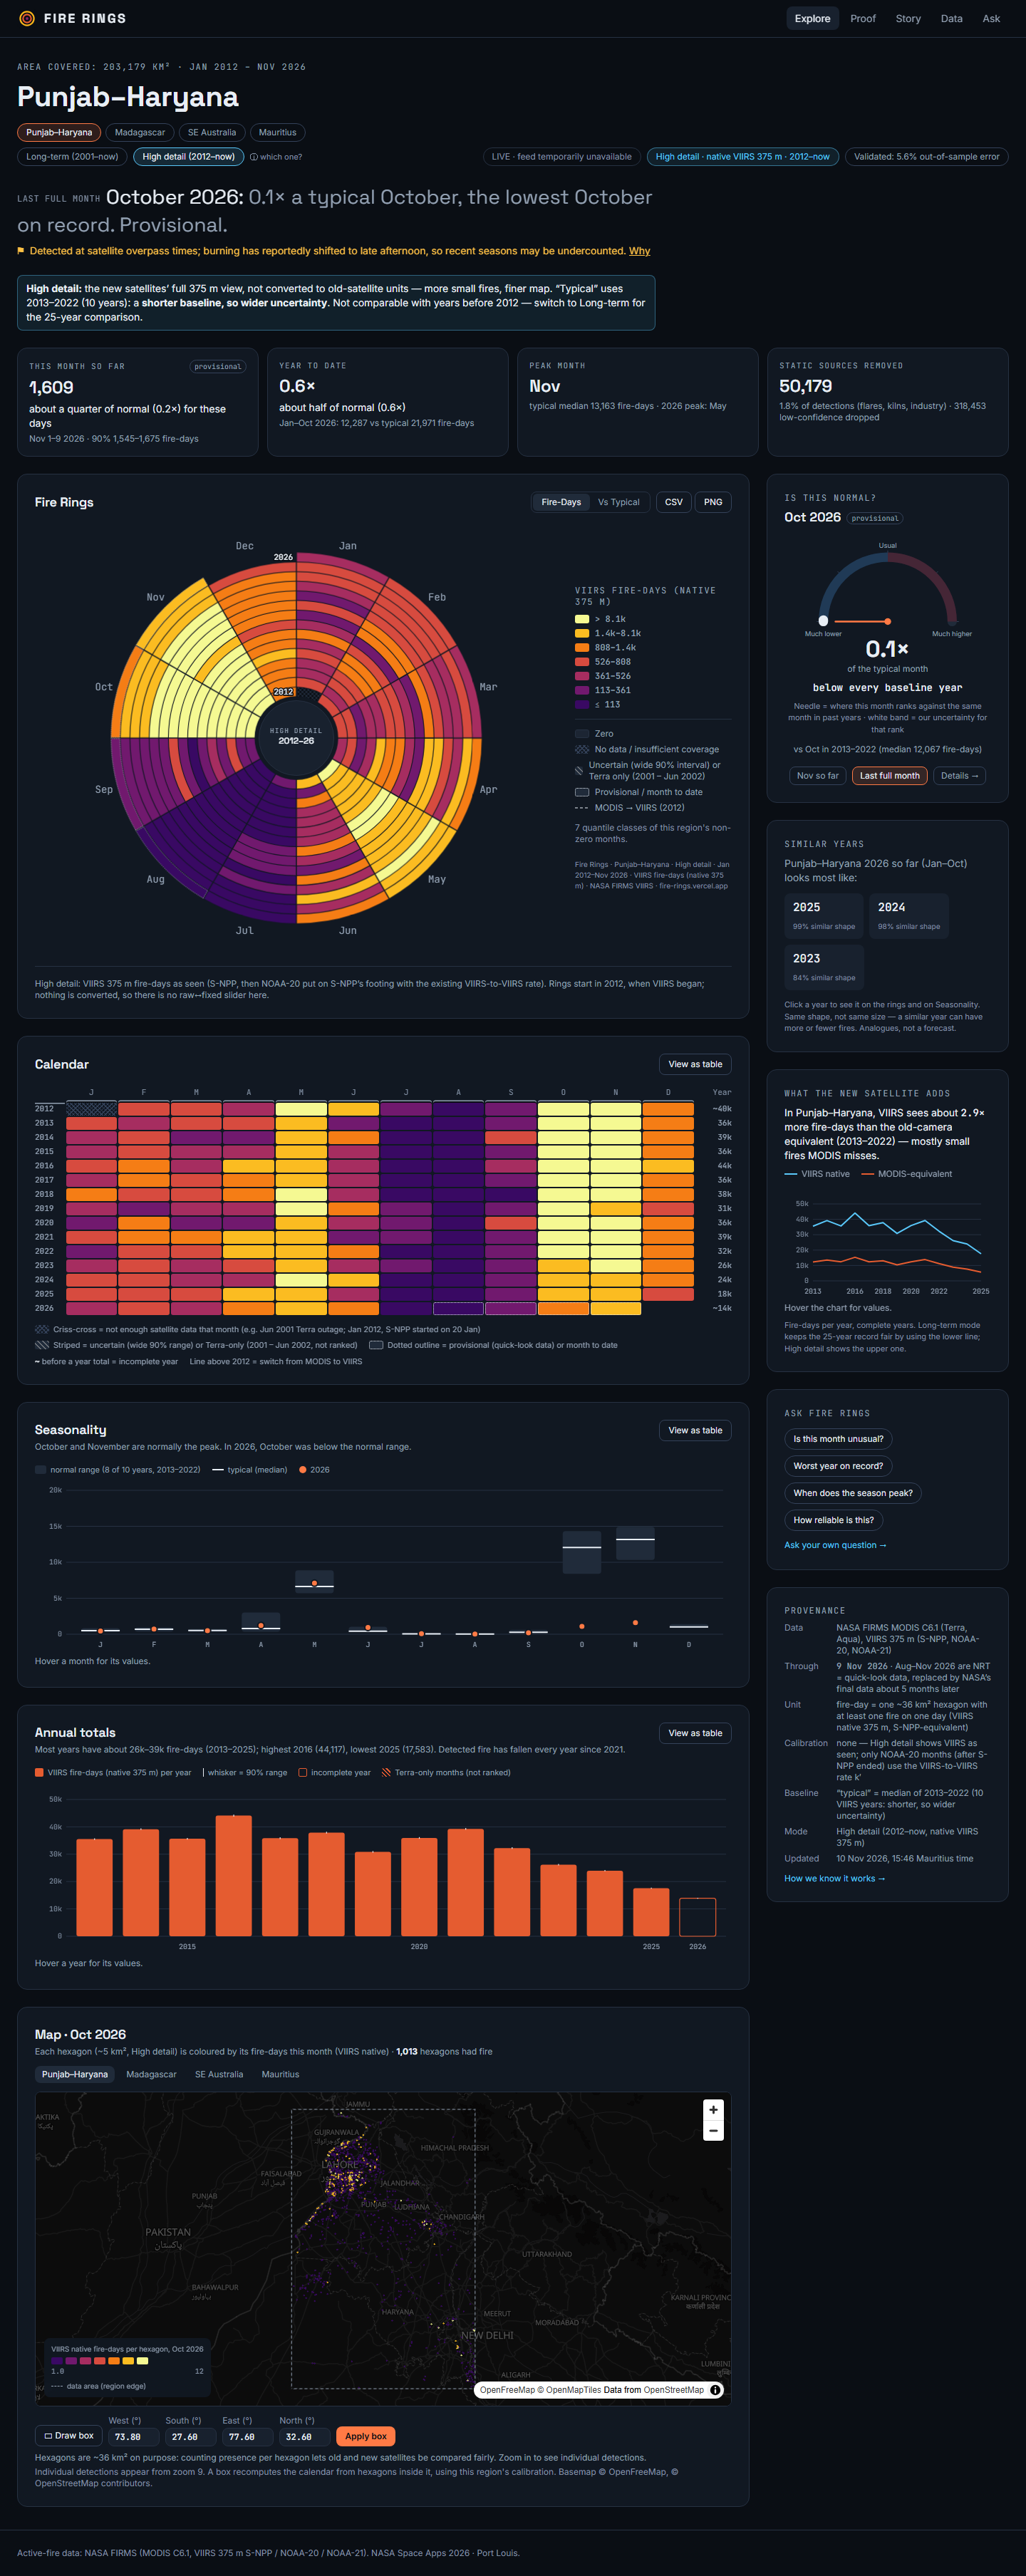 FIRE RINGS
Explore Proof Story Data Ask
AREA COVERED: 203,179 KM² · JAN 2012 – NOV 2026
Punjab–Haryana
Punjab–Haryana Madagascar SE Australia Mauritius
Long-term (2001–now) High detail (2012–now) ⓘ which one?
LIVE · feed temporarily unavailable High detail · native VIIRS 375 m · 2012–now Validated: 5.6% out-of-sample error
LAST FULL MONTH October 2026: 0.1× a typical October, the lowest October
on record. Provisional.
⚑ Detected at satellite overpass times; burning has reportedly shifted to late afternoon, so recent seasons may be undercounted. Why
High detail: the new satellites’ full 375 m view, not converted to old-satellite units — more small fires, finer map. “Typical” uses
2013–2022 (10 years): a shorter baseline, so wider uncertainty. Not comparable with years before 2012 — switch to Long-term for
the 25-year comparison.
THIS MONTH SO FAR provisional
1,609
about a quarter of normal (0.2×) for these
days
Nov 1–9 2026 · 90% 1,545–1,675 fire-days
YEAR TO DATE
0.6×
about half of normal (0.6×)
Jan–Oct 2026: 12,287 vs typical 21,971 fire-days
PEAK MONTH
Nov
typical median 13,163 fire-days · 2026 peak: May
STATIC SOURCES REMOVED
50,179
1.8% of detections (flares, kilns, industry) · 318,453
low-confidence dropped
Fire Rings
Fire-Days Vs Typical CSV PNG
Dec 2026 Jan
Nov Feb
Oct Mar
Sep Apr
Aug May
Jul Jun
2012
HIGH DETAIL
2012–26
VIIRS FIRE-DAYS (NATIVE
375 M)
> 8.1k
1.4k–8.1k
808–1.4k
526–808
361–526
113–361
≤ 113
Zero
No data / insufficient coverage
Uncertain (wide 90% interval) or
Terra only (2001 – Jun 2002)
Provisional / month to date
MODIS → VIIRS (2012)
7 quantile classes of this region's non-
zero months.
Fire Rings · Punjab–Haryana · High detail · Jan
2012–Nov 2026 · VIIRS fire-days (native 375
m) · NASA FIRMS VIIRS · fire-rings.vercel.app
High detail: VIIRS 375 m fire-days as seen (S-NPP, then NOAA-20 put on S-NPP’s footing with the existing VIIRS-to-VIIRS rate). Rings start in 2012, when VIIRS began;
nothing is converted, so there is no raw↔fixed slider here.
IS THIS NORMAL?
Oct 2026 provisional
Usual
Much lower Much higher
0.1×
of the typical month
below every baseline year
Needle = where this month ranks against the same
month in past years · white band = our uncertainty for
that rank
vs Oct in 2013–2022 (median 12,067 fire-days)
Nov so far Last full month Details →
SIMILAR YEARS
Punjab–Haryana 2026 so far (Jan–Oct)
looks most like:
2025 2024
99% similar shape 98% similar shape
2023
84% similar shape
Click a year to see it on the rings and on Seasonality.
Same shape, not same size — a similar year can have
more or fewer fires. Analogues, not a forecast.
Calendar
View as table
J F M A M J J A S O N D Year
2012 ~40k
2013 36k
2014 39k
2015 36k
2016 44k
2017 36k
2018 38k
2019 31k
2020 36k
2021 39k
2022 32k
2023 26k
2024 24k
2025 18k
2026 ~14k
Criss-cross = not enough satellite data that month (e.g. Jun 2001 Terra outage; Jan 2012, S-NPP started on 20 Jan)
Striped = uncertain (wide 90% range) or Terra-only (2001 – Jun 2002, not ranked) Dotted outline = provisional (quick-look data) or month to date
~ before a year total = incomplete year Line above 2012 = switch from MODIS to VIIRS
WHAT THE NEW SATELLITE ADDS
In Punjab–Haryana, VIIRS sees about 2.9×
more fire-days than the old-camera
equivalent (2013–2022) — mostly small
fires MODIS misses.
VIIRS native MODIS-equivalent
50k
40k
30k
20k
10k
0
2013 2016 2018 2020 2022 2025
Hover the chart for values.
Fire-days per year, complete years. Long-term mode
keeps the 25-year record fair by using the lower line;
High detail shows the upper one.
ASK FIRE RINGS
Is this month unusual?
Worst year on record?
When does the season peak?
How reliable is this?
Ask your own question →
Seasonality
View as table
October and November are normally the peak. In 2026, October was below the normal range.
normal range (8 of 10 years, 2013–2022) typical (median) 2026
20k
15k
10k
5k
0
J F M A M J J A S O N D
Hover a month for its values.
PROVENANCE
Data NASA FIRMS MODIS C6.1 (Terra,
Aqua), VIIRS 375 m (S-NPP, NOAA-
20, NOAA-21)
Through 9 Nov 2026 · Aug–Nov 2026 are NRT
= quick-look data, replaced by NASA’s
final data about 5 months later
Unit fire-day = one ~36 km² hexagon with
at least one fire on one day (VIIRS
native 375 m, S-NPP-equivalent)
Calibration none — High detail shows VIIRS as
seen; only NOAA-20 months (after S-
NPP ended) use the VIIRS-to-VIIRS
rate k′
Baseline “typical” = median of 2013–2022 (10
VIIRS years: shorter, so wider
uncertainty)
Mode High detail (2012–now, native VIIRS
375 m)
Updated 10 Nov 2026, 15:46 Mauritius time
How we know it works →
Annual totals
View as table
Most years have about 26k–39k fire-days (2013–2025); highest 2016 (44,117), lowest 2025 (17,583). Detected fire has fallen every year since 2021.
VIIRS fire-days (native 375 m) per year whisker = 90% range incomplete year Terra-only months (not ranked)
50k
40k
30k
20k
10k
0
2015 2020 2025 2026
Hover a year for its values.
Map · Oct 2026
Each hexagon (~5 km², High detail) is coloured by its fire-days this month (VIIRS native) · 1,013 hexagons had fire
Punjab–Haryana Madagascar SE Australia Mauritius
JAMMU
AKTIKA
GUJRANWALA
HIMACHAL PRADESH
LAHORE
FAISALABAD
فیصل آباد
JALANDHAR
PUNJAB
پنجاب
PUNJAB LUDHIANA
CHANDIGARH
PAKISTAN
پاکستان
UTTARAKHAND
BAHAWALPUR
بہاولپور
KARNALI PROVINC
HARYANA MEERUT
MORADABAD
NEW DELHI
LUMBINI
ALIGARH
+
−
VIIRS native fire-days per hexagon, Oct 2026
1.0 12
data area (region edge)
OpenFreeMap © OpenMapTiles Data from OpenStreetMap
Draw box
West (°) South (°) East (°) North (°)
73.80 27.60 77.60 32.60 Apply box
Hexagons are ~36 km² on purpose: counting presence per hexagon lets old and new satellites be compared fairly. Zoom in to see individual detections.
Individual detections appear from zoom 9. A box recomputes the calendar from hexagons inside it, using this region's calibration. Basemap © OpenFreeMap, ©
OpenStreetMap contributors.
Active-fire data: NASA FIRMS (MODIS C6.1, VIIRS 375 m S-NPP / NOAA-20 / NOAA-21). NASA Space Apps 2026 · Port Louis.